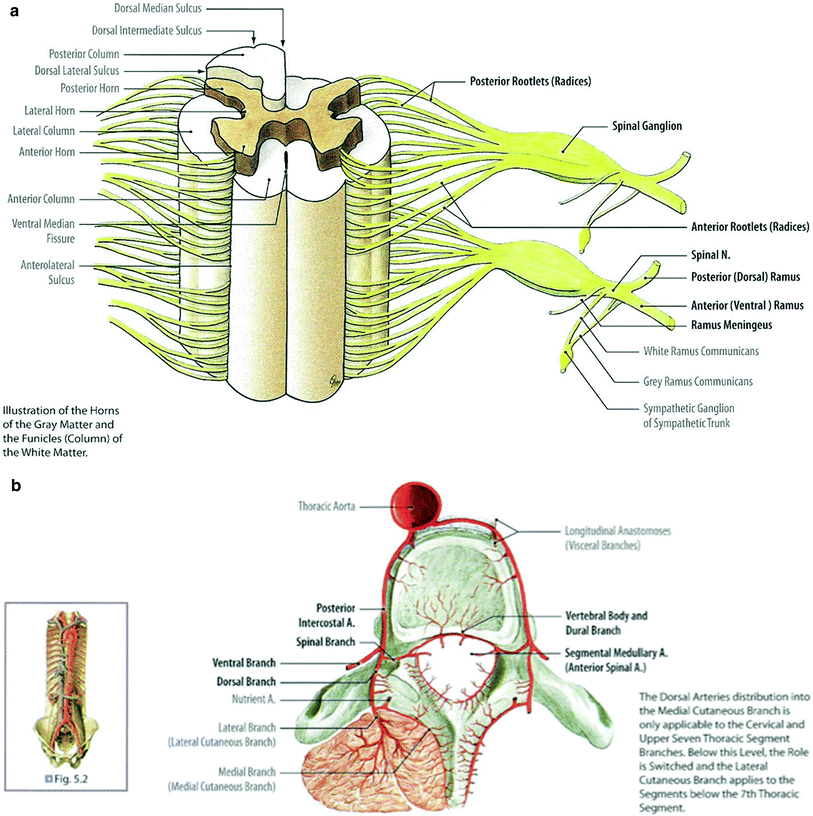 a
Dorsal Median Sulcus
Dorsal Intermediate Sulcus
Posterior Column
Dorsal Lateral Sulcus
Posterior Horn
Lateral Horn
Lateral Column
Anterior Horn
Anterior Column
Ventral Median
Fissure
Anterolateral
Sulcus
Posterior Rootlets (Radices)
Spinal Ganglion
Anterior Rootlets (Radices)
Spinal N.
Posterior (Dorsal) Ramus
Anterior (Ventral ) Ramus
Ramus Meningeus
White Ramus Communicans
Grey Ramus Communicans
Sympathetic Ganglion
of Sympathetic Trunk
Illustration of the Horns
of the Gray Matter and
the Funicles (Column) of
the White Matter.
b
Fig. 5.2
Thoracic Aorta
Longitudinal Anastomoses
(Visceral Branches)
Posterior
Intercostal A.
Spinal Branch
Ventral Branch
Dorsal Branch
Nutrient A.
Lateral Branch
(Lateral Cutaneous Branch)
Medial Branch
(Medial Cutaneous Branch)
Vertebral Body and
Dural Branch
Segmental Medullary A.
(Anterior Spinal A.)
The Dorsal Arteries distribution into
the Medial Cutaneous Branch is
only applicable to the Cervical and
Upper Seven Thoracic Segment
Branches. Below this Level, the Role
is Switched and the Lateral
Cutaneous Branch applies to the
Segments below the 7th Thoracic
Segment.